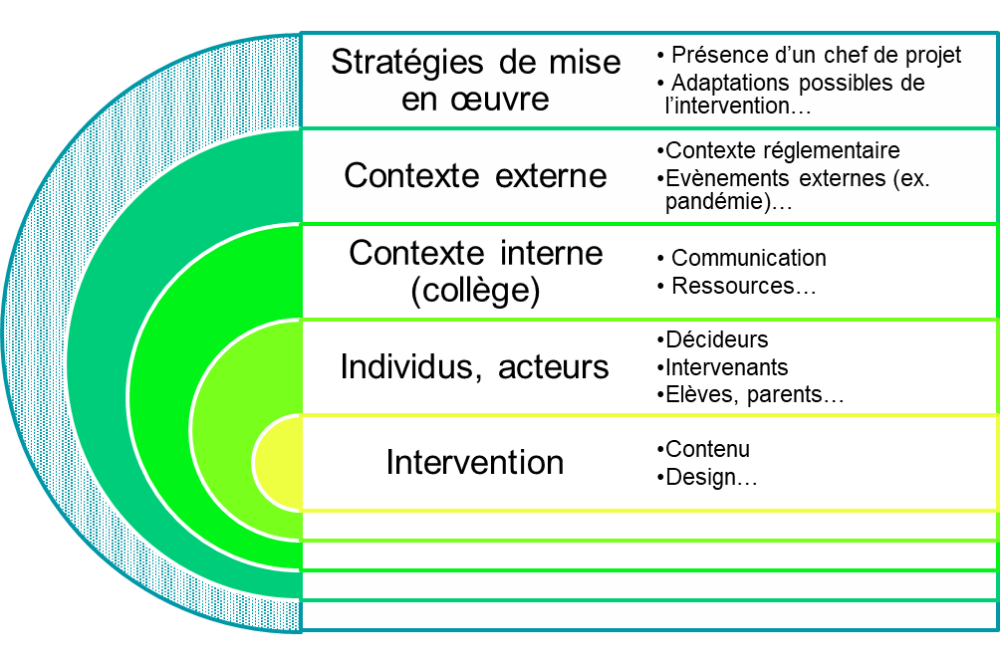 Stratégies de mise
en œuvre
• Présence d’un chef de projet
• Adaptations possibles de
l’intervention…
Contexte externe
•Contexte réglementaire
•Evènements externes (ex.
pandémie)…
Contexte interne
(collège)
• Communication
• Ressources…
Individus, acteurs
•Décideurs
•Intervenants
•Elèves, parents…
Intervention
•Contenu
•Design…